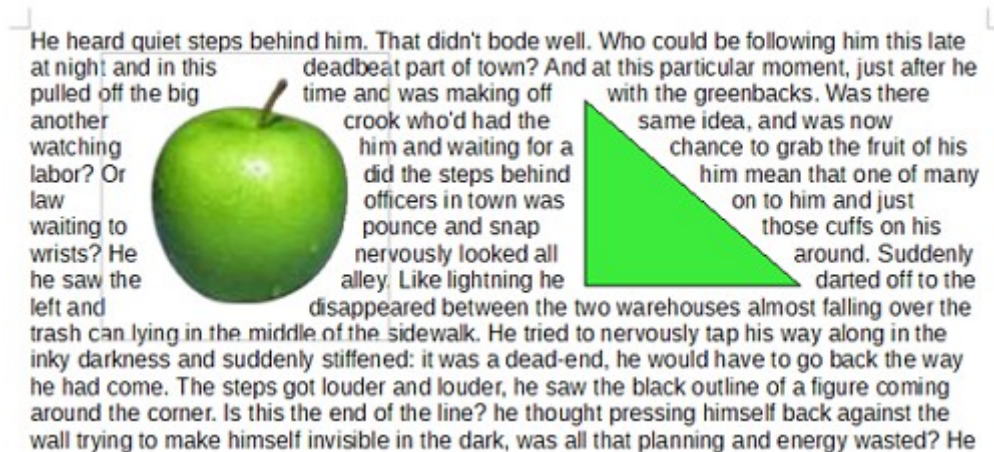 He heard quiet steps behind him. That didn't bode well. Who could be following him this late
at night and in this deadbeat part of town? And at this particular moment, just after he
pulled off the big time and was making off with the greenbacks. Was there
another crook who'd had the same idea, and was now
watching him and waiting for a chance to grab the fruit of his
labor? Or did the steps behind him mean that one of many
law officers in town was on to him and just
waiting to pounce and snap those cuffs on his
wrists? He nervously looked all around. Suddenly
he saw the alley. Like lightning he darted off to the
left and disappeared between the two warehouses almost falling over the
trash can lying in the middle of the sidewalk. He tried to nervously tap his way along in the
inky darkness and suddenly stiffened: it was a dead-end, he would have to go back the way
he had come. The steps got louder and louder, he saw the black outline of a figure coming
around the corner. Is this the end of the line? he thought pressing himself back against the
wall trying to make himself invisible in the dark, was all that planning and energy wasted? He